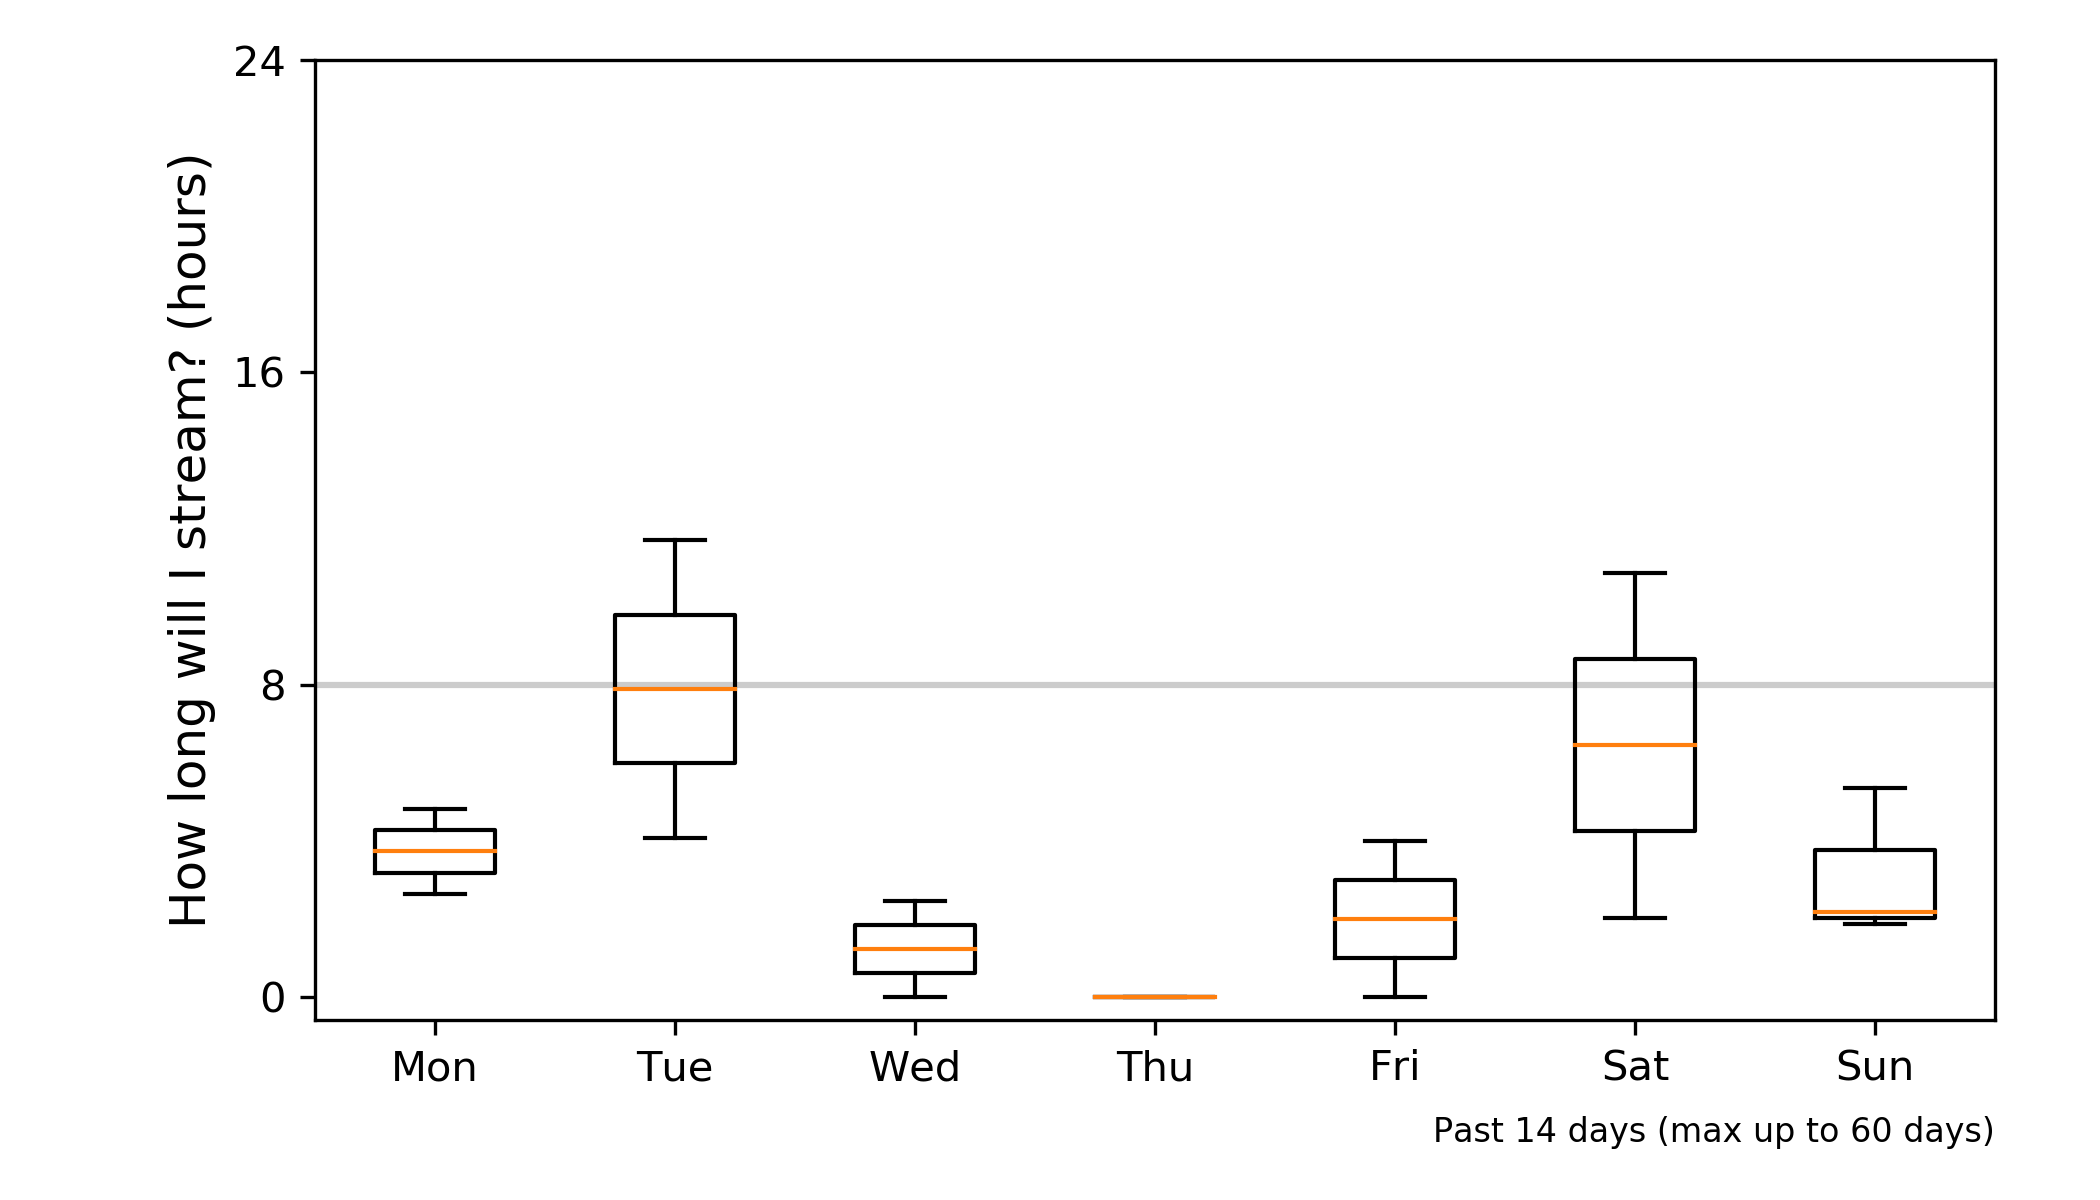 How long will I stream? (hours)
24
16
8
0
Mon Tue Wed Thu Fri Sat Sun
Past 14 days (max up to 60 days)